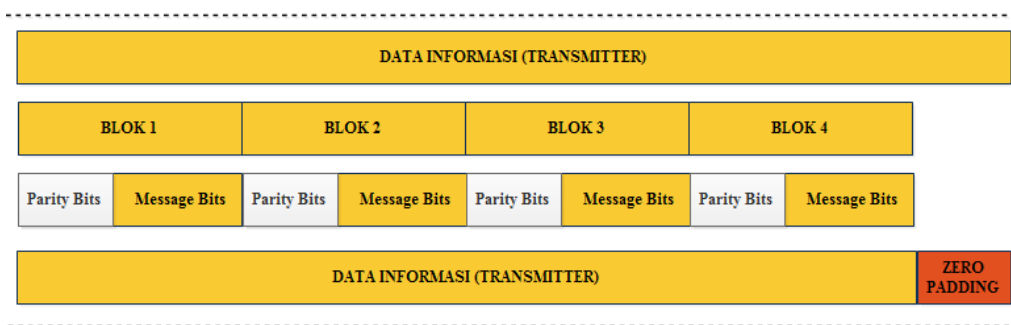 DATA INFORMASI (TRANSMITTER)
BLOK 1 BLOK 2 BLOK 3 BLOK 4
Parity Bits Message Bits Parity Bits Message Bits Parity Bits Message Bits Parity Bits Message Bits
DATA INFORMASI (TRANSMITTER) ZERO
PADDING